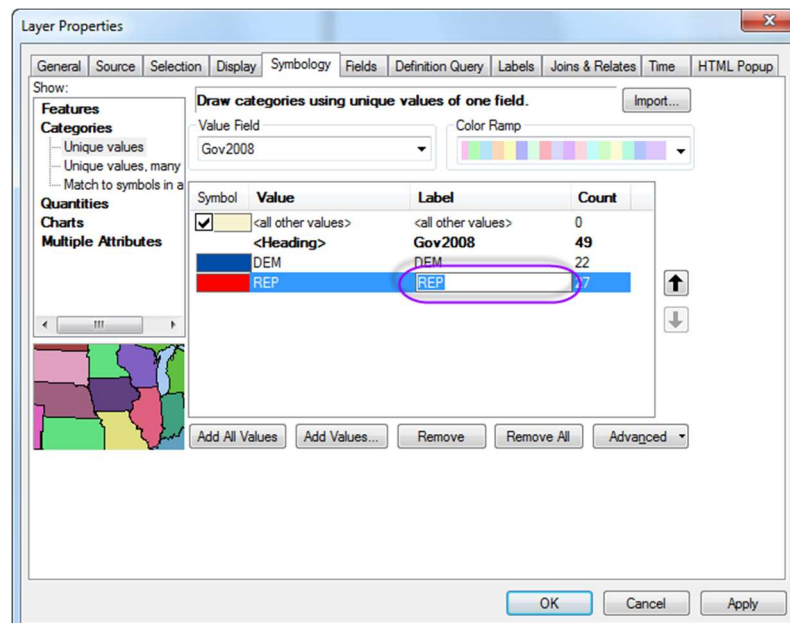 Layer Properties
General Source Selection Display Symbology Fields Definition Query Labels Joins & Relates Time HTML Popup
Show:
Features
Categories
Unique values
Unique values, many
Match to symbols in a
Quantities
Charts
Multiple Attributes
Draw categories using unique values of one field.
Import...
Value Field
Gov2008
Color Ramp
Symbol Value Label Count
<all other values> <all other values> 0
<Heading> Gov2008 49
DEM DEM 22
REP REP 27
Add All Values Add Values... Remove Remove All Advanced
OK Cancel Apply